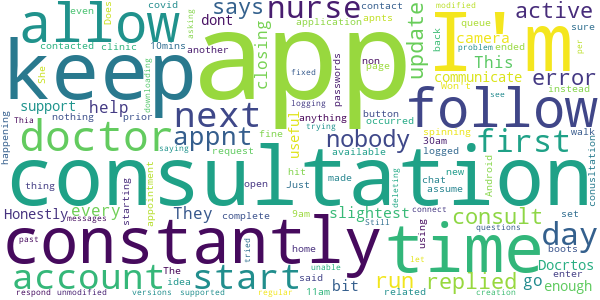 allow
says
nurse
active
keep
app
I'm
dont
contacted
clinic
Does
even
covid
asking
application
apnts
queue
ended
modified
closing
update
camera
Won't
back
another
10mins
This
communicate
per
contact
non
page
passwords
error
instead
sure
She
support
help
next
useful
follow
downloading
nothing
prior
appnt
anything
fixed
logging
button
occurred
problem
see
happening
doctor
nobody
first
fine
spinning
30am
walk
saying
trying
logged
request
hit
available
consultation
thing
open
Just
made
deleting
chat
assume
new
Android
conusltation
Thia
starting
appointment
Honestly
every
They
complete
slightest
consult
day
set
messages
using
9am
Still
connect
questions
Docrtos
boots
constantly
time
past
The
idea
tried
home
said
unable
let
enter
account
start
run
replied
go
enough
respond
unmodified
versions
supported
regular
11am
bit
related
creation